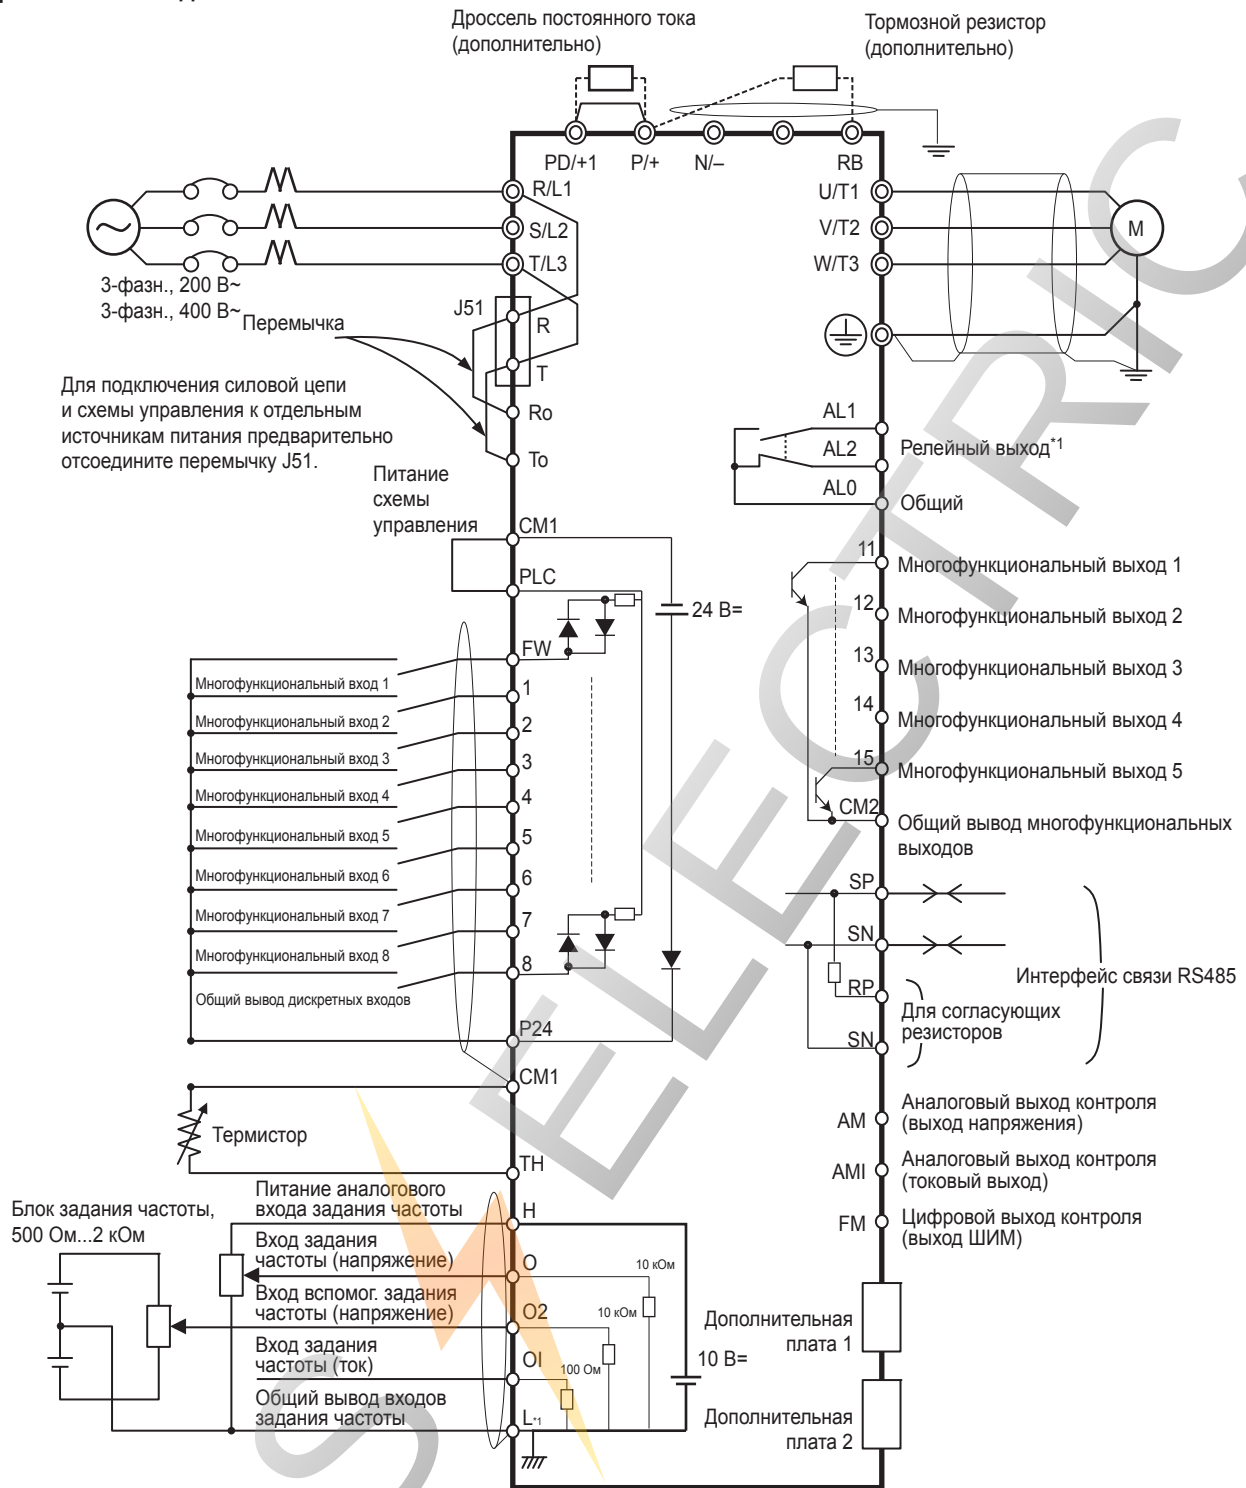 Дроссель постоянного тока
(дополнительно)
Тормозной резистор
(дополнительно)
PD/+1
P/+
N/–
RB
R/L1
S/L2
T/L3
U/T1
V/T2
W/T3
M
3-фазн., 200 В~
3-фазн., 400 В~
Перемычка
J51
R
T
Ro
To
Для подключения силовой цепи
и схемы управления к отдельным
источникам питания предварительно
отсоедините перемычку J51.
Питание
схемы
управления
AL1
AL2
AL0
Релейный выход*1
Общий
CM1
PLC
24 В=
FW
1
2
3
4
5
6
7
8
P24
CM1
TH
Многофункциональный вход 1
Многофункциональный вход 2
Многофункциональный вход 3
Многофункциональный вход 4
Многофункциональный вход 5
Многофункциональный вход 6
Многофункциональный вход 7
Многофункциональный вход 8
Общий вывод дискретных входов
11
Многофункциональный выход 1
12
Многофункциональный выход 2
13
Многофункциональный выход 3
14
Многофункциональный выход 4
15
Многофункциональный выход 5
CM2
Общий вывод многофункциональных
выходов
SP
SN
RP
SN
Для согласующих
резисторов
Интерфейс связи RS485
Термистор
AM
Аналоговый выход контроля
(выход напряжения)
AMI
Аналоговый выход контроля
(токовый выход)
FM
Цифровой выход контроля
(выход ШИМ)
Блок задания частоты,
500 Ом...2 кОм
Питание аналогового
входа задания частоты
Вход задания
частоты (напряжение)
Вход вспомог. задания
частоты (напряжение)
Вход задания
частоты (ток)
Общий вывод входов
задания частоты
H
O
O2
OI
L*1
10 кОм
10 кОм
100 Ом
10 В=
Дополнительная
плата 1
Дополнительная
плата 2
S ELECTRIC